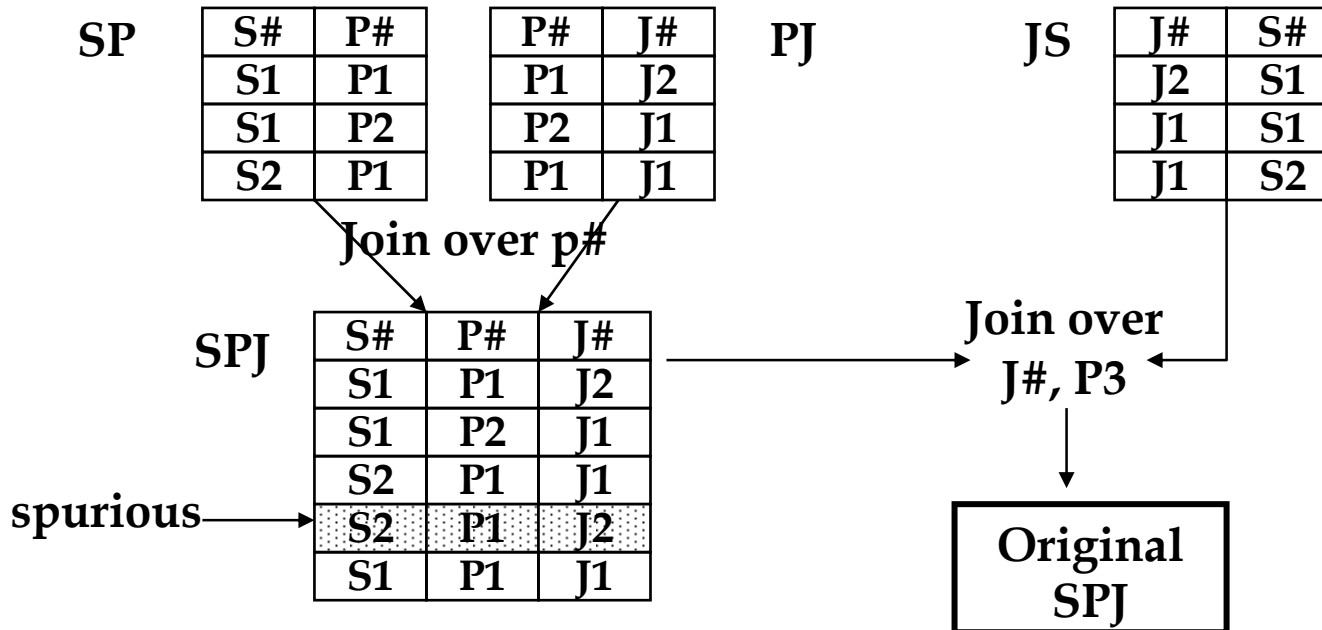 SP
S# P#
S1 P1
S1 P2
S2 P1
P# J#
P1 J2
P2 J1
P1 J1
PJ
JS
J# S#
J2 S1
J1 S1
J1 S2
Join over p#
SPJ
S# P# J#
S1 P1 J2
S1 P2 J1
S2 P1 J1
S2 P1 J2
S1 P1 J1
spurious
Join over
J#, P3
Original
SPJ